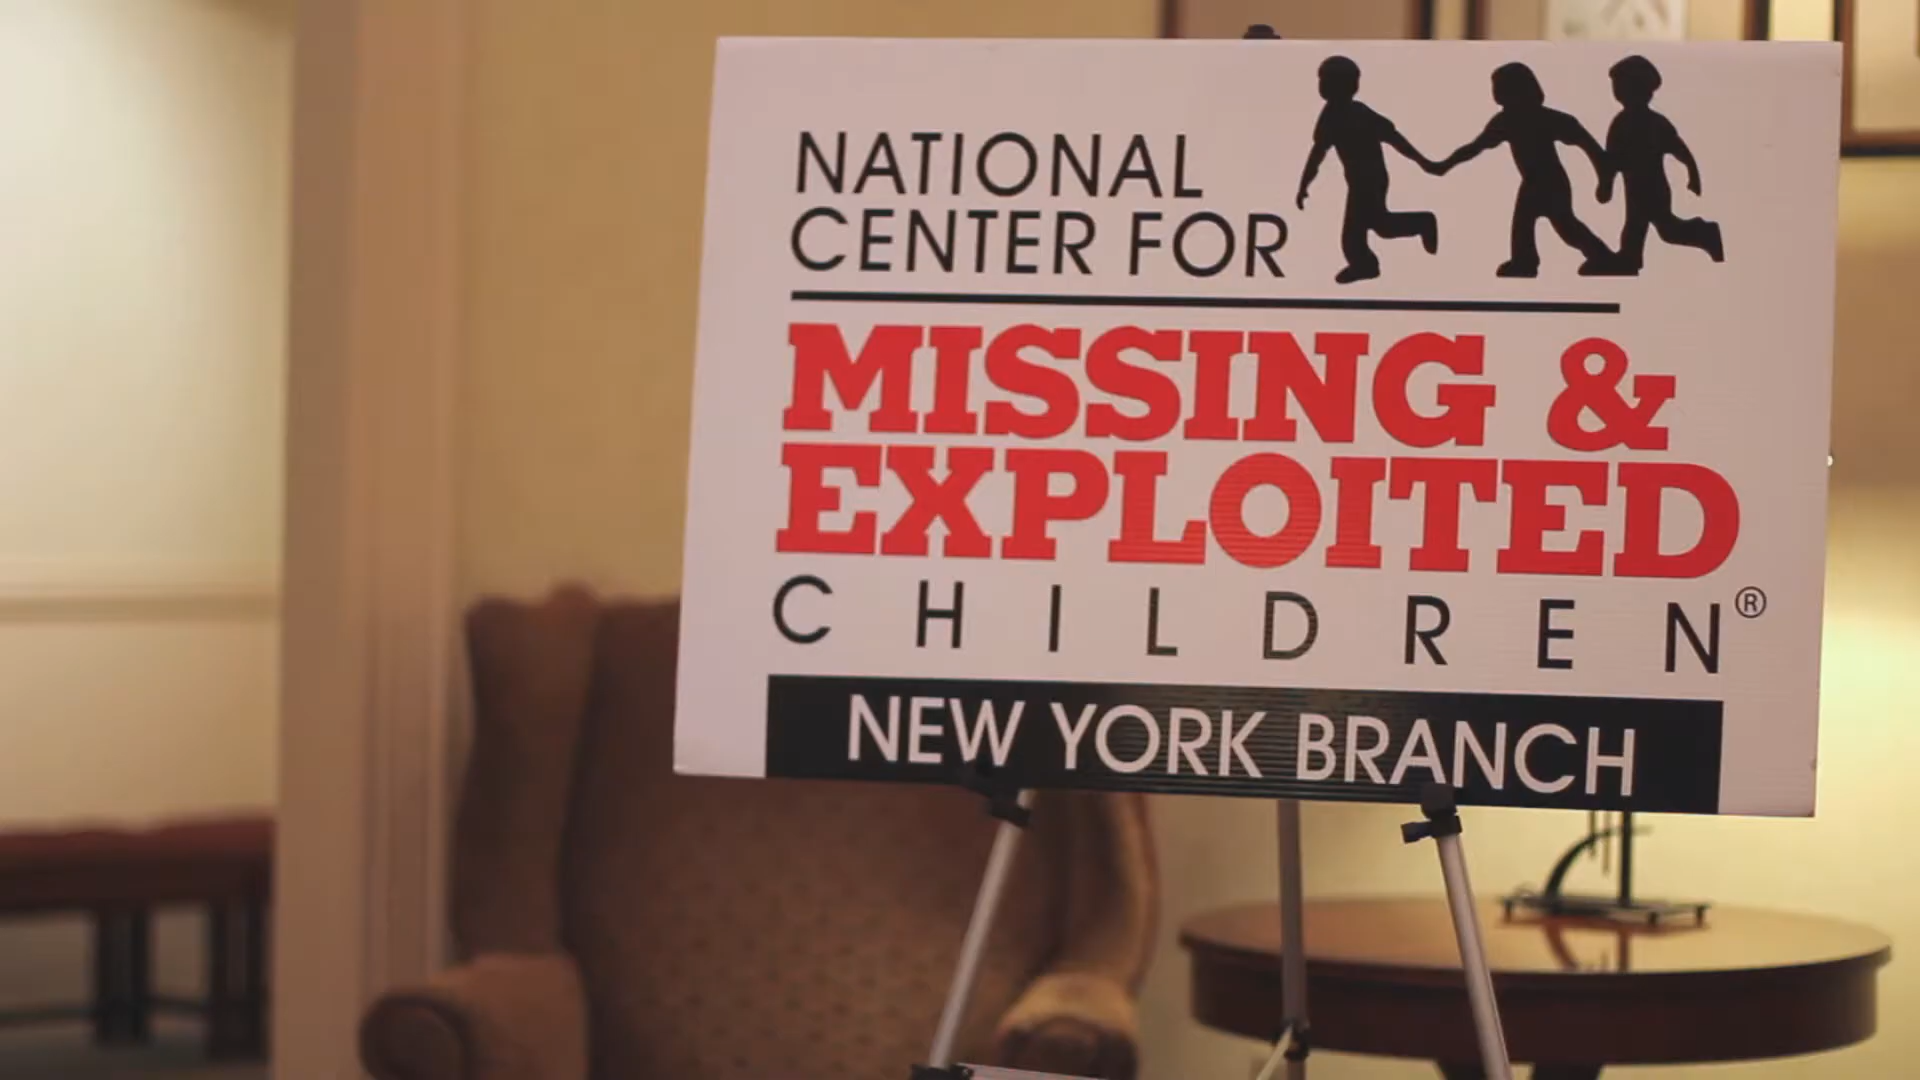 NATIONAL
CENTER FOR
MISSING &
EXPLOITED
CHILDREN®
NEW YORK BRANCH